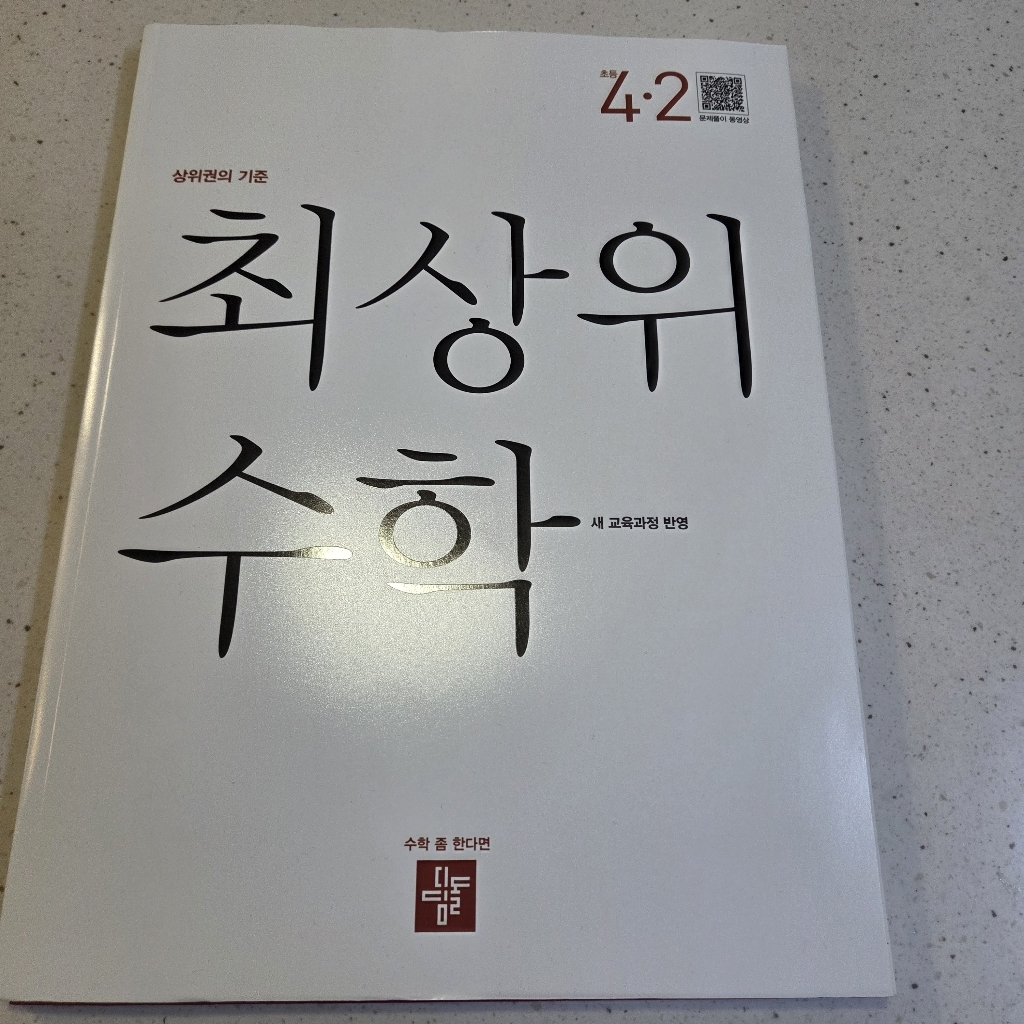 초등
4·2
문제풀이 동영상
상위권의 기준
최상위
수학
새 교육과정 반영
수학 좀 한다면
디딤돌